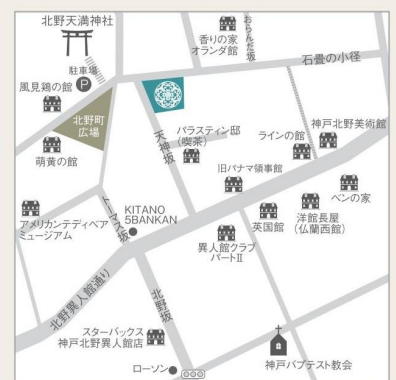 北野天満神社
香りの家
オランダ館
おらんだ坂
石畳の小径
駐車場
P
風見鶏の館
北野町
広場
萌黄の館
天神坂
パラスティン邸
(喫茶)
ラインの館
神戸北野美術館
旧パナマ領事館
ベンの家
アメリカンテディベア
ミュージアム
トーマス坂
KITANO
5BANKAN
英国館
洋館長屋
(仏蘭西館)
異人館クラブ
パートII
北野異人館通り
北野坂
スターバックス
神戸北野異人館店
ローソン
神戸バプテスト教会